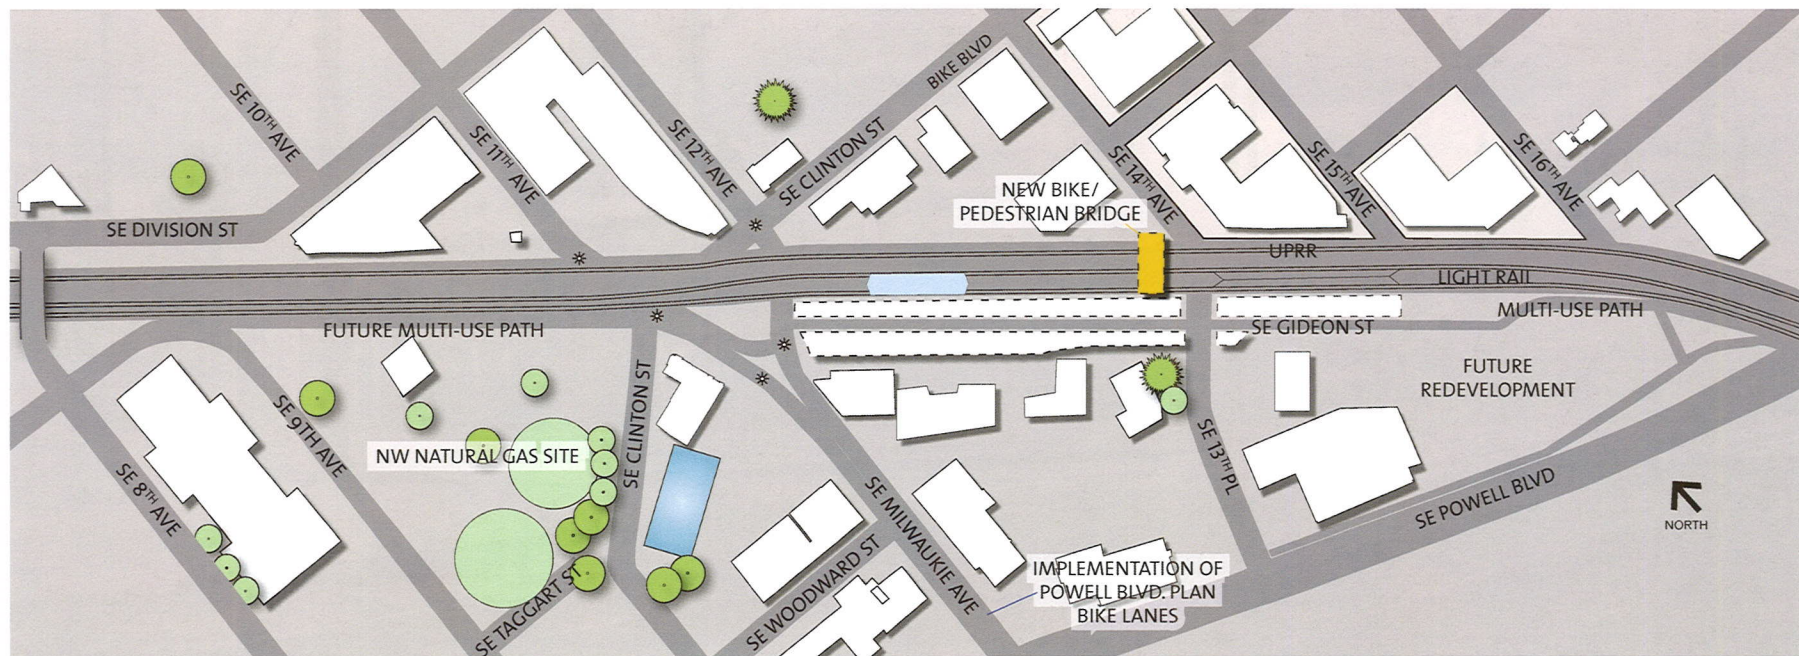 BIKE BLVD
SE 10TH AVE
SE 11TH AVE
SE 12TH AVE
SE CLINTON ST
SE 14TH AVE
SE 15TH AVE
SE 16TH AVE
NEW BIKE/
PEDESTRIAN BRIDGE
SE DIVISION ST
UPRR
LIGHT RAIL
MULTI-USE PATH
FUTURE MULTI-USE PATH
SE GIDEON ST
FUTURE
REDEVELOPMENT
SE CLINTON ST
SE 9TH AVE
NW NATURAL GAS SITE
SE 8TH AVE
SE 13TH PL
SE MILWAUKIE AVE
SE POWELL BLVD
NORTH
SE WOODWARD ST
SE TAGGART ST
IMPLEMENTATION OF
POWELL BLVD. PLAN
BIKE LANES